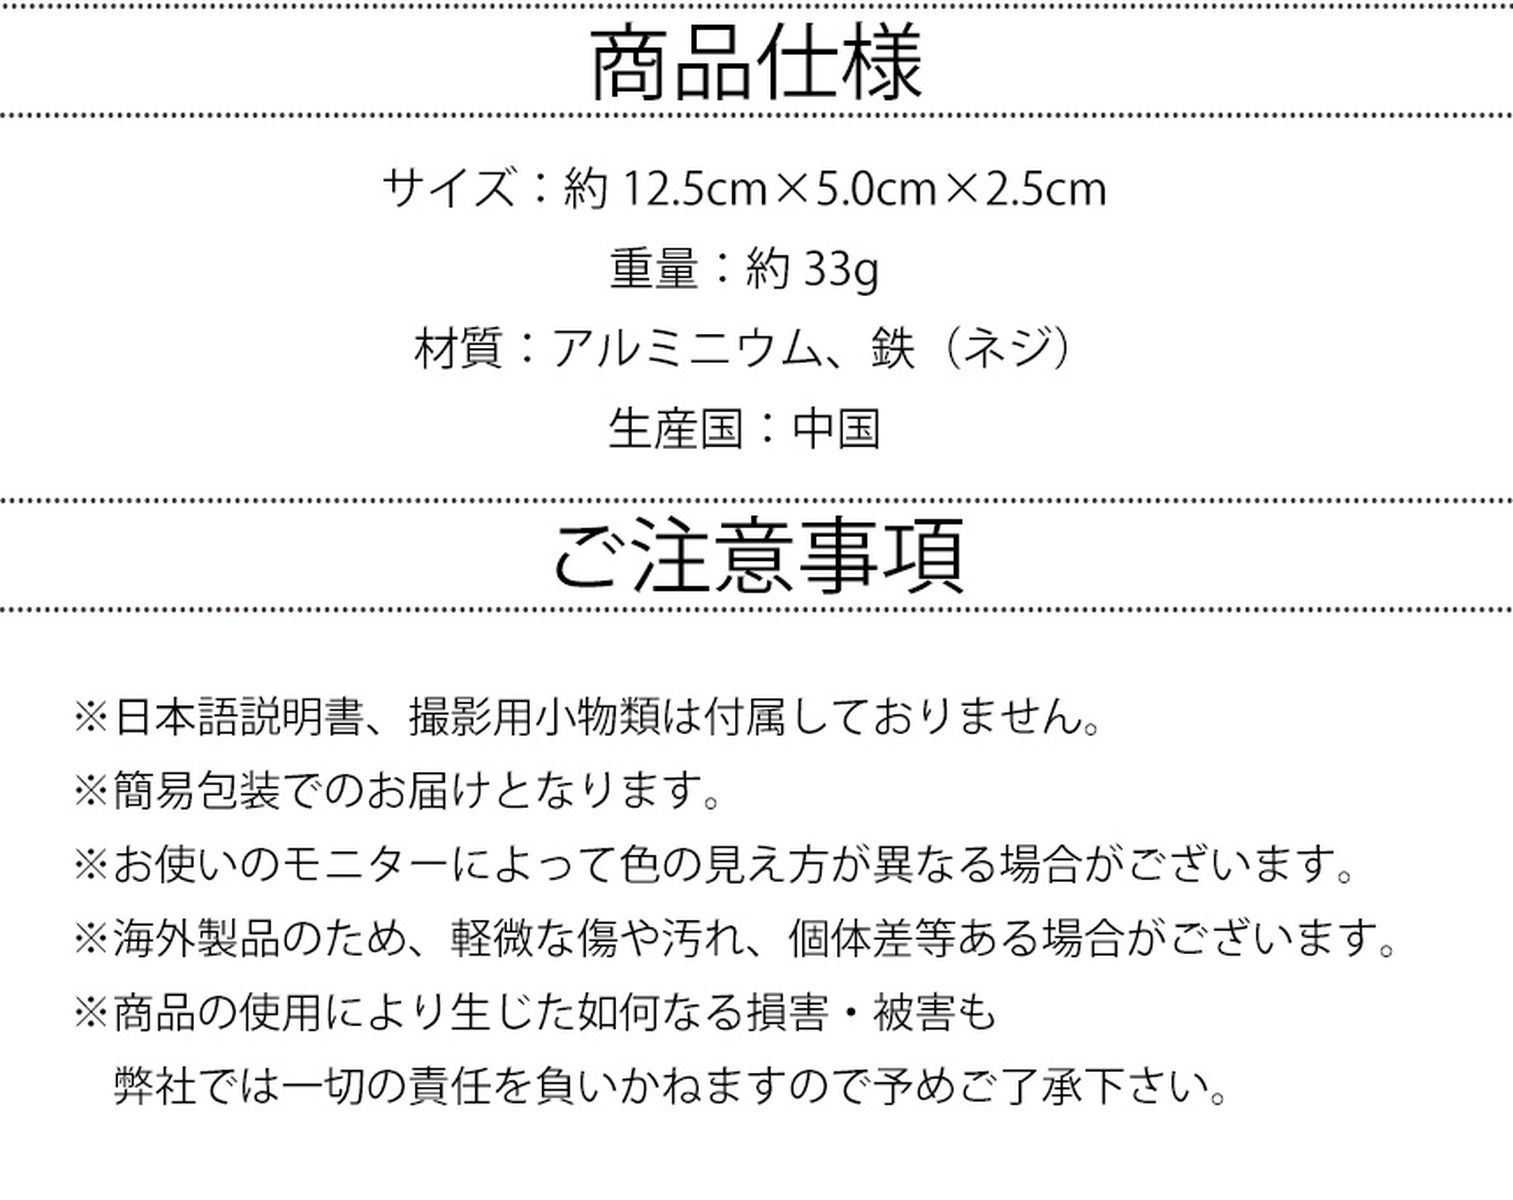 商品仕様
サイズ：約 12.5cm×5.0cm×2.5cm
重量：約 33g
材質：アルミニウム、鉄（ネジ）
生産国：中国
ご注意事項
※日本語説明書、撮影用小物類は付属しておりません。
※簡易包装でのお届けとなります。
※お使いのモニターによって色の見え方が異なる場合がございます。
※海外製品のため、軽微な傷や汚れ、個体差等ある場合がございます。
※商品の使用により生じた如何なる損害・被害も
弊社では一切の責任を負いかねますので予めご了承下さい。